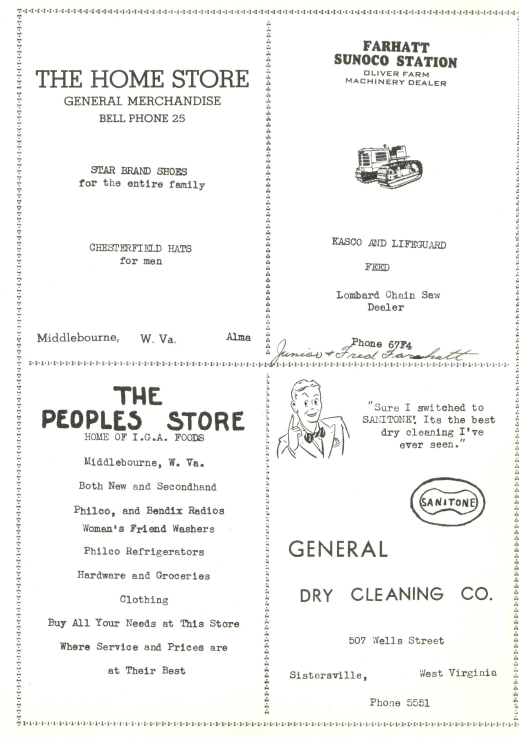 THE HOME STORE
GENERAL MERCHANDISE
BELL PHONE 25
STAR BRAND SHOES
for the entire family
CHESTERFIELD HATS
for men
Middlebourne, W. Va. Alma
FARHATT
SUNOCO STATION
OLIVER FARM
MACHINERY DEALER
KASCO AND LIFEGUARD
FEED
Lombard Chain Saw
Dealer
Phone 67F4
Junior & Fred Farahatt
THE
PEOPLES STORE
HOME OF I.G.A. FOODS
Middlebourne, W. Va.
Both New and Secondhand
Philco, and Bendix Radios
Woman's Friend Washers
Philco Refrigerators
Hardware and Groceries
Clothing
Buy All Your Needs at This Store
Where Service and Prices are
at Their Best
"Sure I switched to
SANITONE! Its the best
dry cleaning I've
ever seen."
SANITONE
GENERAL
DRY CLEANING CO.
507 Wells Street
Sistersville, West Virginia
Phone 5551